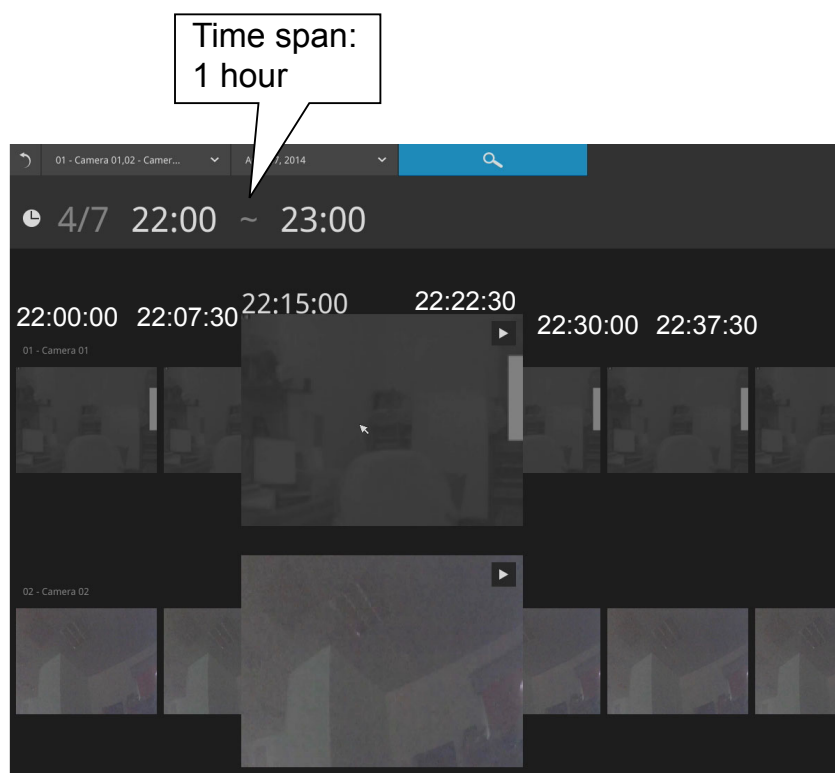 Time span:
1 hour
01 - Camera 01,02 - Camer...
7, 2014
4/7 22:00 ~ 23:00
22:00:00 22:07:30 22:15:00 22:22:30 22:30:00 22:37:30
01 - Camera 01
02 - Camera 02